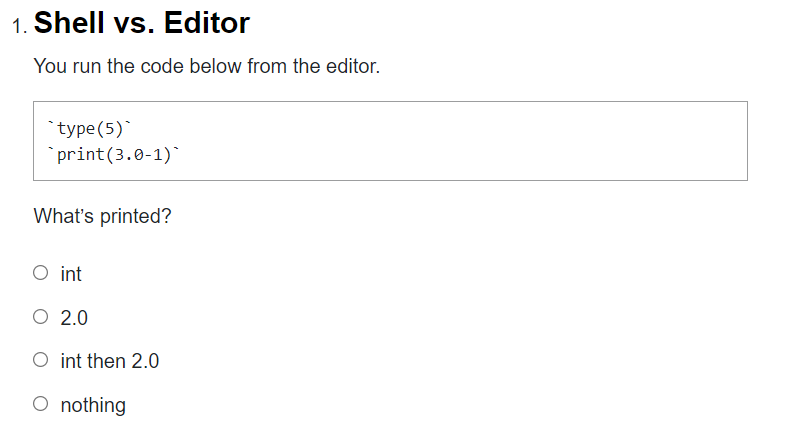 1. Shell vs. Editor
You run the code below from the editor.
`type(5)`
`print(3.0-1)`
What’s printed?
int
2.0
int then 2.0
nothing